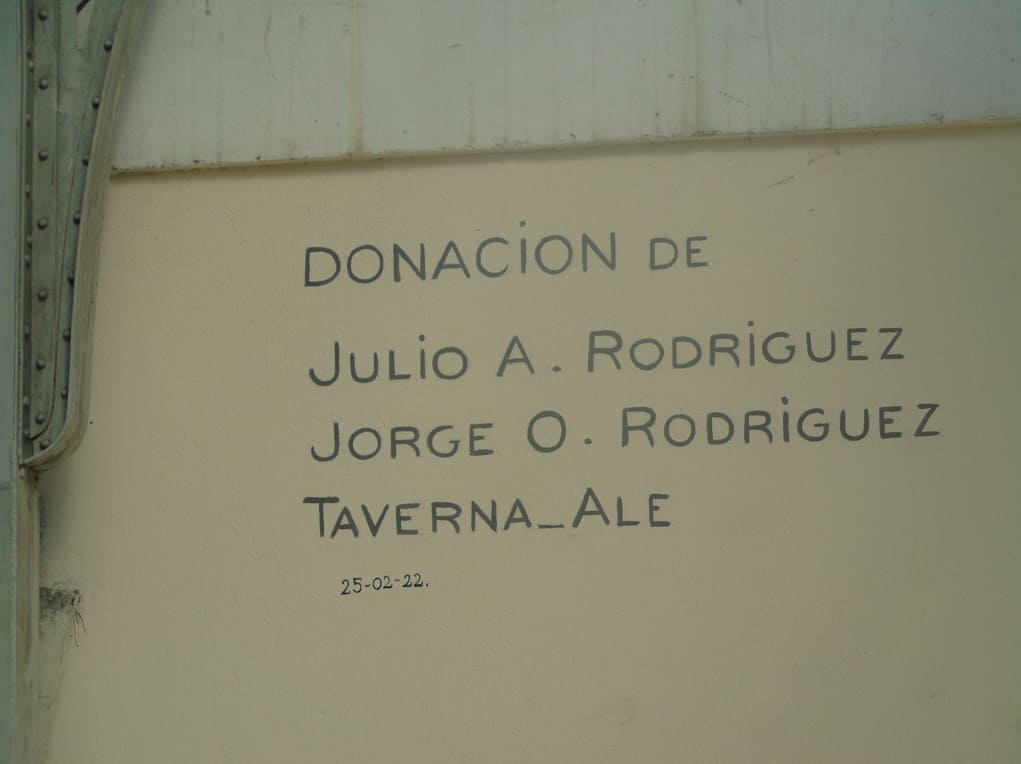 DONACiON DE
JULiO A. RODRiGUEZ
JORGE O. RODRiGUEZ
TAVERNA_ALE
25-02-22.